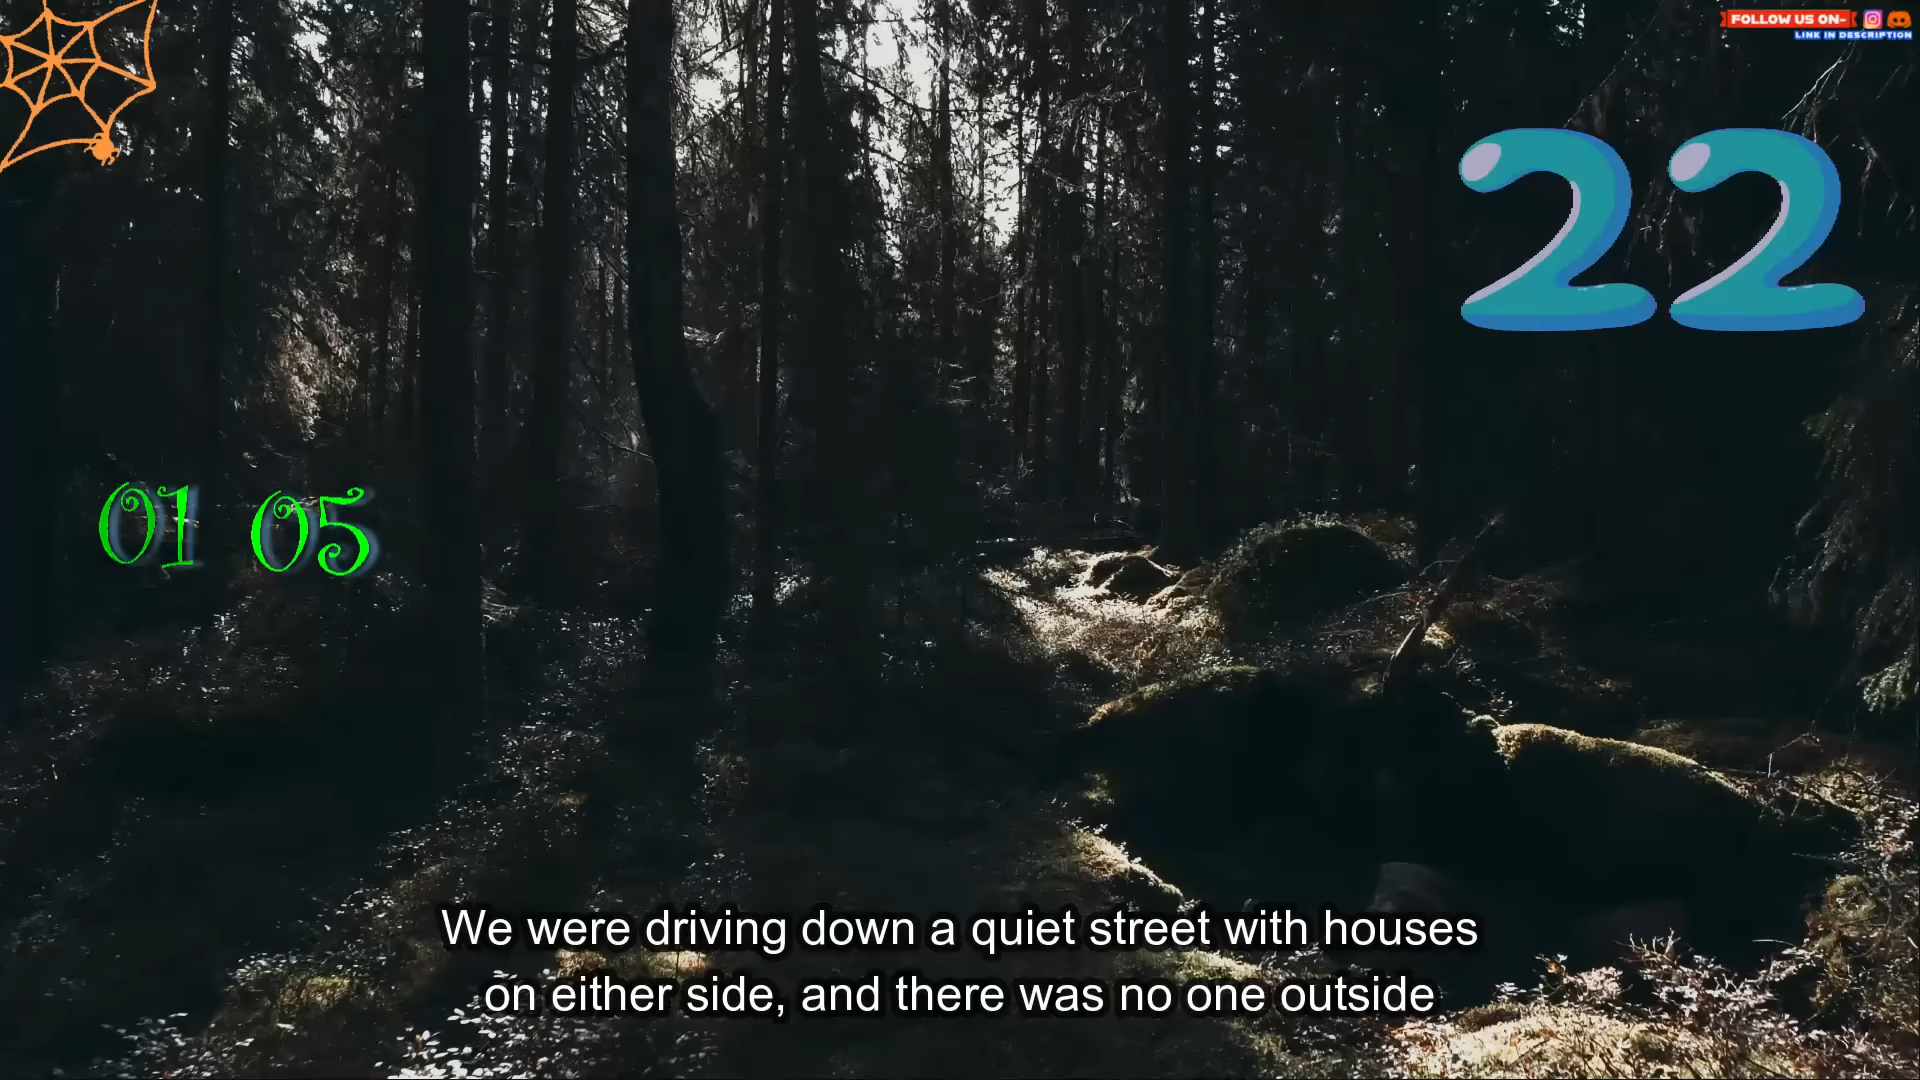 FOLLOW US ON-
LINK IN DESCRIPTION
22
01 05
We were driving down a quiet street with houses
on either side, and there was no one outside